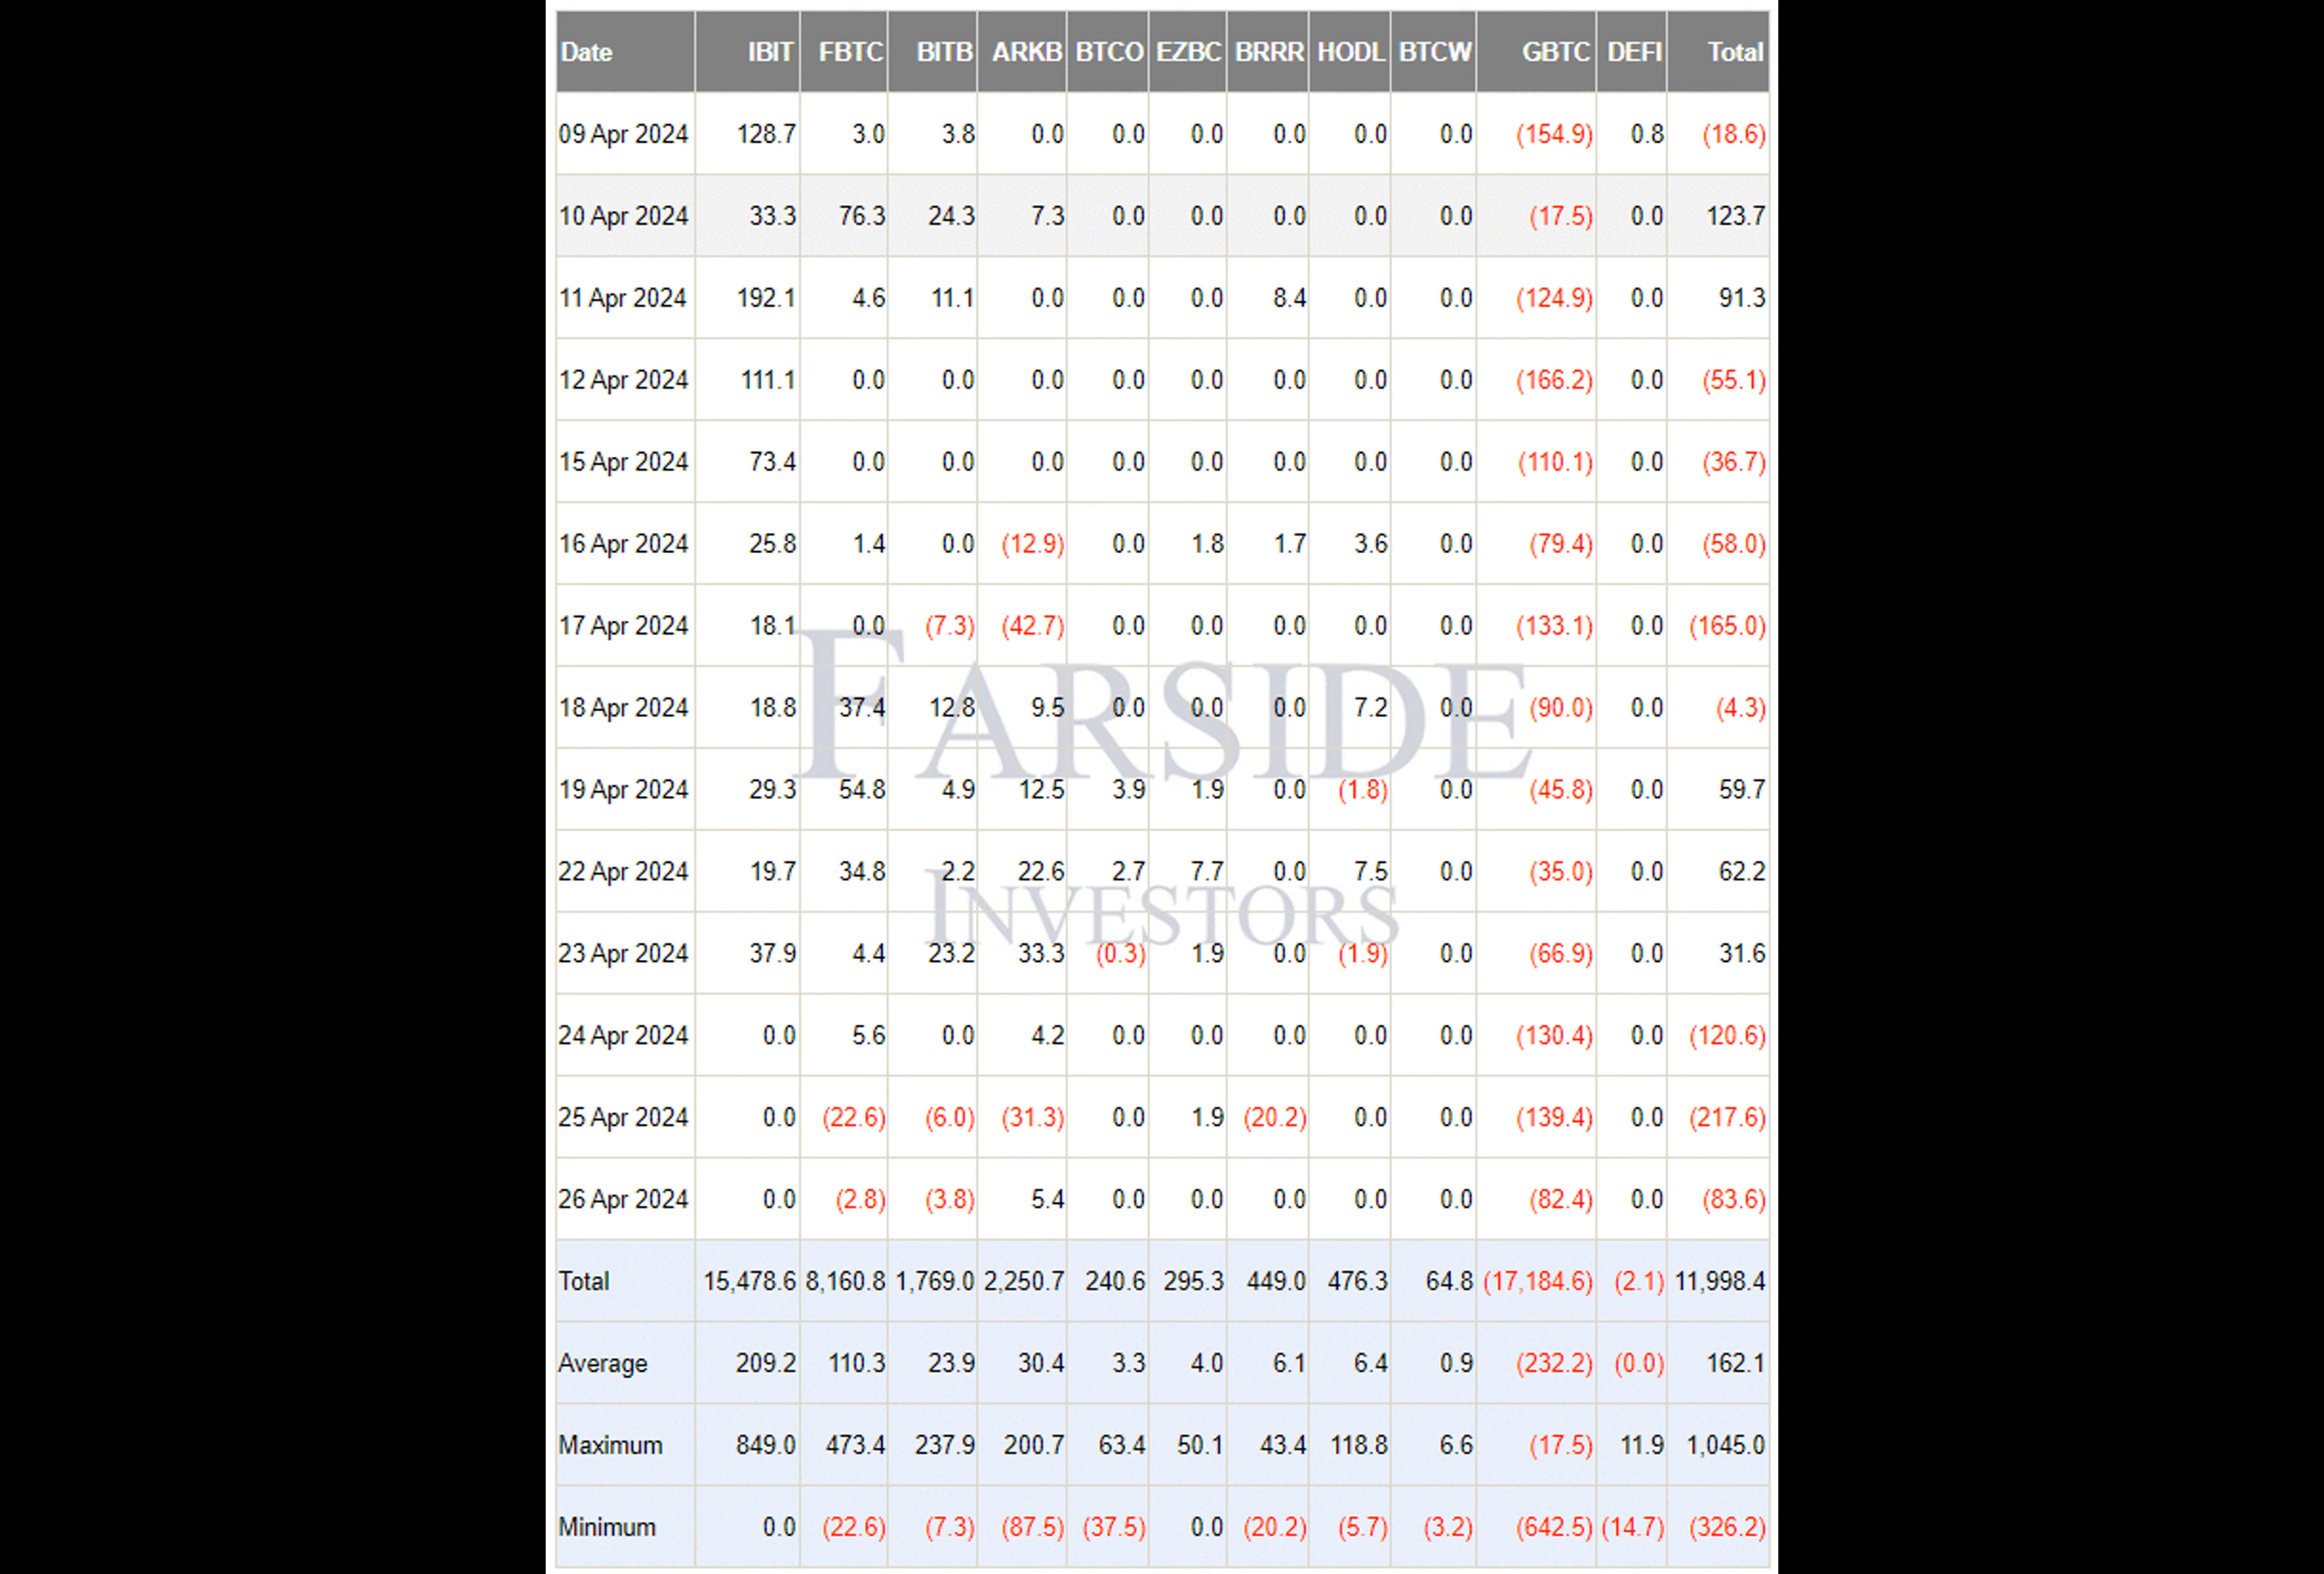 Date IBIT FBTC BITB ARKB BTCO EZBC BRRR HODL BTCW GBTC DEFI Total
09 Apr 2024 128.7 3.0 3.8 0.0 0.0 0.0 0.0 0.0 0.0 (154.9) 0.8 (18.6)
10 Apr 2024 33.3 76.3 24.3 7.3 0.0 0.0 0.0 0.0 0.0 (17.5) 0.0 123.7
11 Apr 2024 192.1 4.6 11.1 0.0 0.0 0.0 8.4 0.0 0.0 (124.9) 0.0 91.3
12 Apr 2024 111.1 0.0 0.0 0.0 0.0 0.0 0.0 0.0 0.0 (166.2) 0.0 (55.1)
15 Apr 2024 73.4 0.0 0.0 0.0 0.0 0.0 0.0 0.0 0.0 (110.1) 0.0 (36.7)
16 Apr 2024 25.8 1.4 0.0 (12.9) 0.0 1.8 1.7 3.6 0.0 (79.4) 0.0 (58.0)
17 Apr 2024 18.1 0.0 (7.3) (42.7) 0.0 0.0 0.0 0.0 0.0 (133.1) 0.0 (165.0)
18 Apr 2024 18.8 37.4 12.8 9.5 0.0 0.0 0.0 7.2 0.0 (90.0) 0.0 (4.3)
FARSIDE
19 Apr 2024 29.3 54.8 4.9 12.5 3.9 1.9 0.0 (1.8) 0.0 (45.8) 0.0 59.7
22 Apr 2024 19.7 34.8 2.2 22.6 2.7 7.7 0.0 7.5 0.0 (35.0) 0.0 62.2
INVESTORS
23 Apr 2024 37.9 4.4 23.2 33.3 (0.3) 1.9 0.0 (1.9) 0.0 (66.9) 0.0 31.6
24 Apr 2024 0.0 5.6 0.0 4.2 0.0 0.0 0.0 0.0 0.0 (130.4) 0.0 (120.6)
25 Apr 2024 0.0 (22.6) (6.0) (31.3) 0.0 1.9 (20.2) 0.0 0.0 (139.4) 0.0 (217.6)
26 Apr 2024 0.0 (2.8) (3.8) 5.4 0.0 0.0 0.0 0.0 0.0 (82.4) 0.0 (83.6)
Total 15,478.6 8,160.8 1,769.0 2,250.7 240.6 295.3 449.0 476.3 64.8 (17,184.6) (2.1) 11,998.4
Average 209.2 110.3 23.9 30.4 3.3 4.0 6.1 6.4 0.9 (232.2) (0.0) 162.1
Maximum 849.0 473.4 237.9 200.7 63.4 50.1 43.4 118.8 6.6 (17.5) 11.9 1,045.0
Minimum 0.0 (22.6) (7.3) (87.5) (37.5) 0.0 (20.2) (5.7) (3.2) (642.5) (14.7) (326.2)